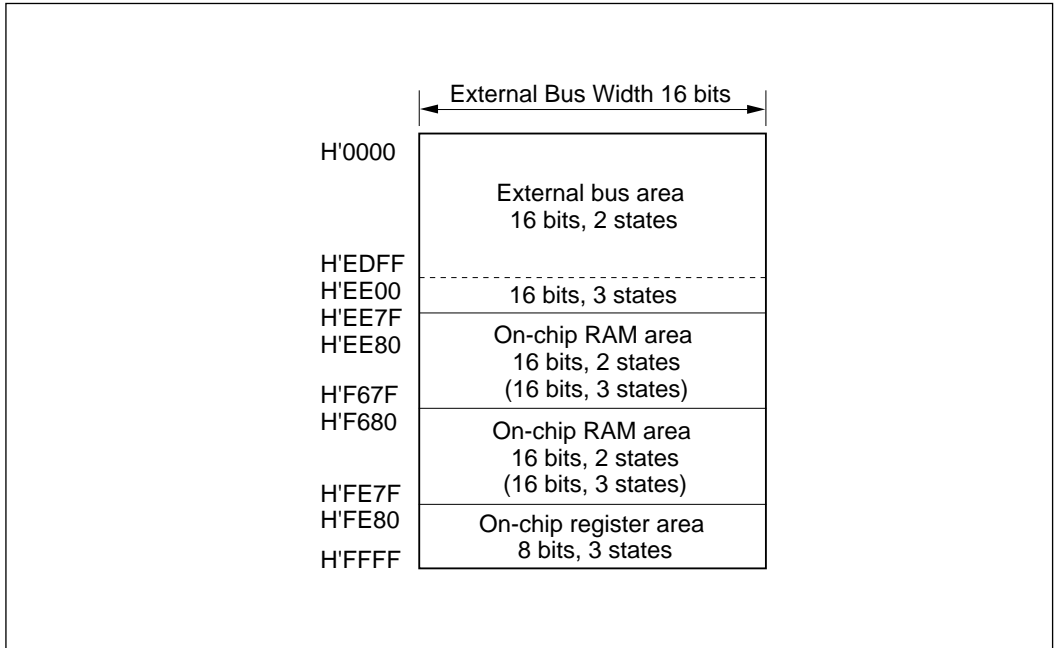 External Bus Width 16 bits
H'0000
External bus area
16 bits, 2 states
H'EDFF
H'EE00
16 bits, 3 states
H'EE7F
H'EE80
On-chip RAM area
16 bits, 2 states
(16 bits, 3 states)
H'F67F
H'F680
On-chip RAM area
16 bits, 2 states
(16 bits, 3 states)
H'FE7F
H'FE80
On-chip register area
8 bits, 3 states
H'FFFF